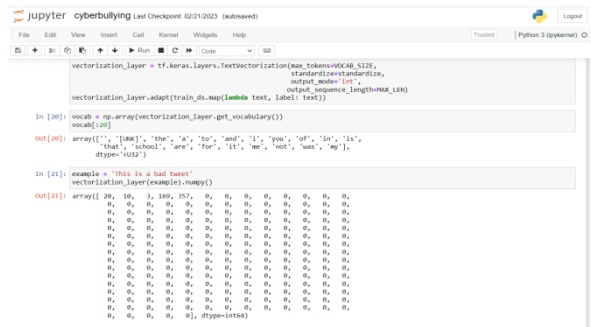 jupyter cyberbullying Last Checkpoint: 02/21/2023 (autosaved)
Logout
File Edit View Insert Cell Kernel Widgets Help
Trusted
Python 3 (ipykernel)
Run
Code
vectorization_layer = tf.keras.layers.TextVectorization(max_tokens=VOCAB_SIZE,
standardize=standardize,
output_mode='int',
output_sequence_length=MAX_LEN)
vectorization_layer.adapt(train_ds.map(lambda text, label: text))
In [20]: vocab = np.array(vectorization_layer.get_vocabulary())
vocab[:20]
Out[20]: array(['', '[UNK]', 'the', 'a', 'to', 'and', 'i', 'you', 'of', 'in', 'is',
'that', 'school', 'are', 'for', 'it', 'me', 'not', 'was', 'my'],
dtype='<U32')
In [21]: example = 'This is a bad tweet'
vectorization_layer(example).numpy()
Out[21]: array([ 20, 10, 3, 169, 357, 0, 0, 0, 0, 0, 0, 0, 0,
0, 0, 0, 0, 0, 0, 0, 0, 0, 0, 0, 0, 0,
0, 0, 0, 0, 0, 0, 0, 0, 0, 0, 0, 0, 0,
0, 0, 0, 0, 0, 0, 0, 0, 0, 0, 0, 0, 0,
0, 0, 0, 0, 0, 0, 0, 0, 0, 0, 0, 0, 0,
0, 0, 0, 0, 0, 0, 0, 0, 0, 0, 0, 0, 0,
0, 0, 0, 0, 0, 0, 0, 0, 0, 0, 0, 0, 0,
0, 0, 0, 0, 0, 0, 0, 0, 0, 0, 0, 0, 0,
0, 0, 0, 0, 0, 0, 0, 0, 0, 0, 0, 0, 0,
0, 0, 0, 0, 0, 0, 0, 0, 0, 0, 0, 0, 0,
0, 0, 0, 0, 0, 0, 0, 0, 0, 0, 0, 0, 0,
0, 0, 0, 0, 0, 0, 0, 0, 0, 0, 0, 0, 0,
0, 0, 0, 0, 0, 0, 0, 0, 0, 0, 0, 0, 0,
0, 0, 0, 0, 0, 0, 0, 0, 0, 0, 0, 0, 0,
0, 0, 0, 0, 0, 0, 0, 0, 0, 0, 0, 0, 0,
0, 0, 0, 0, 0], dtype=int64)